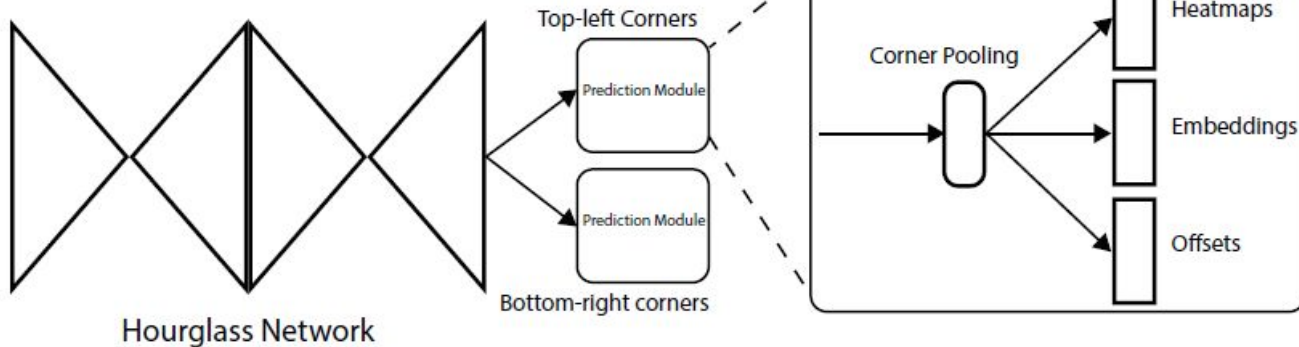 Top-left Corners
Prediction Module
Prediction Module
Bottom-right corners
Hourglass Network
Heatmaps
Corner Pooling
Embeddings
Offsets